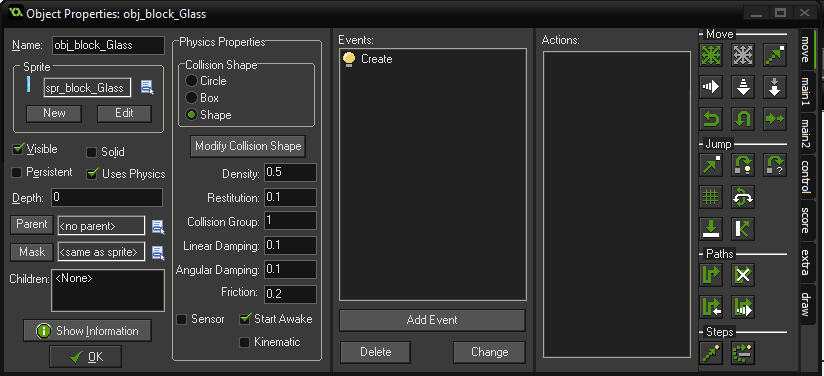 Object Properties: obj_block_Glass
Name: obj_block_Glass
Sprite
spr_block_Glass
New Edit
Visible Solid
Persistent Uses Physics
Depth: 0
Parent <no parent>
Mask <same as sprite>
Children: <None>
Show Information
OK
Physics Properties
Collision Shape
Circle
Box
Shape
Modify Collision Shape
Density: 0.5
Restitution: 0.1
Collision Group: 1
Linear Damping: 0.1
Angular Damping: 0.1
Friction: 0.2
Sensor Start Awake
Kinematic
Events:
Create
Add Event
Delete Change
Actions:
Move
Jump
Paths
Steps
move
main1
main2
control
score
extra
draw